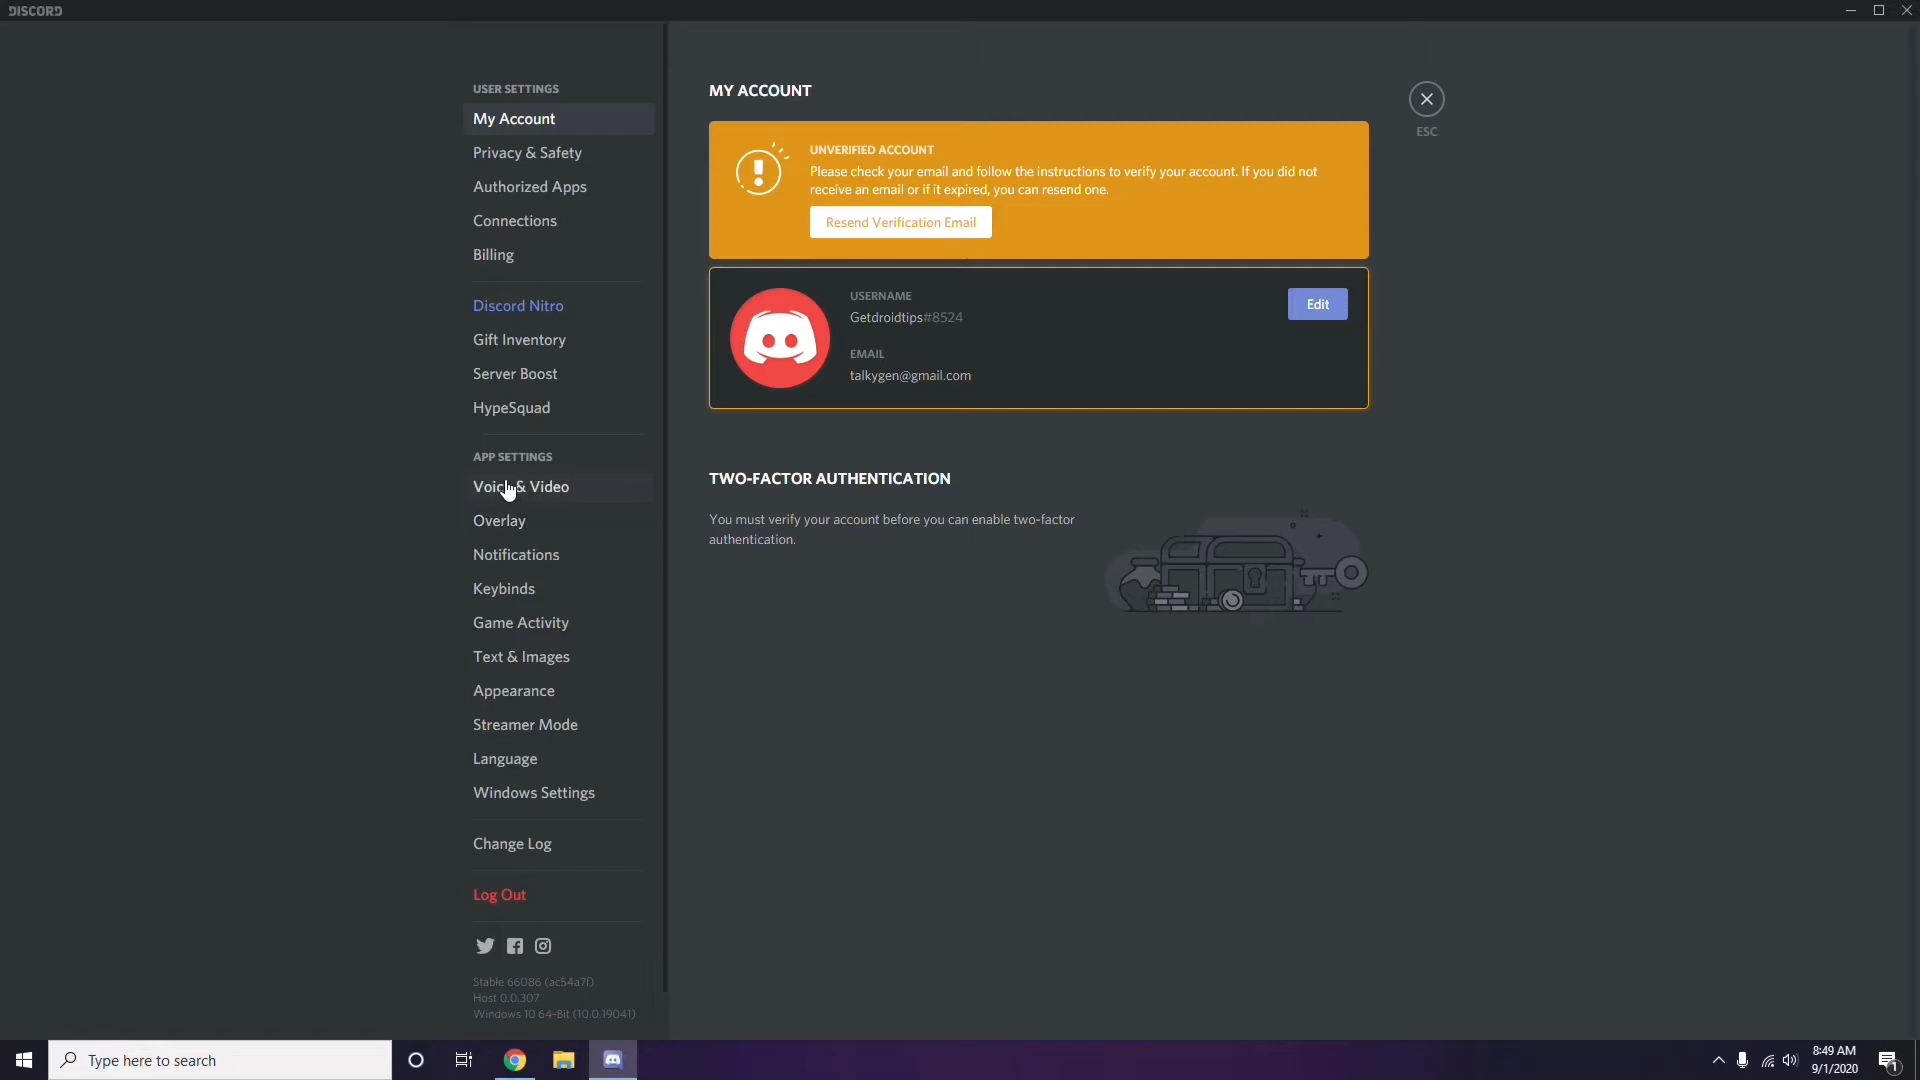 DISCORD
USER SETTINGS
My Account
Privacy & Safety
Authorized Apps
Connections
Billing
Discord Nitro
Gift Inventory
Server Boost
HypeSquad
APP SETTINGS
Voice & Video
Overlay
Notifications
Keybinds
Game Activity
Text & Images
Appearance
Streamer Mode
Language
Windows Settings
Change Log
Log Out
Stable 66086 (ac54a7f)
Host 0.0.307
Windows 10 64-Bit (10.0.19041)
MY ACCOUNT
ESC
UNVERIFIED ACCOUNT
Please check your email and follow the instructions to verify your account. If you did not
receive an email or if it expired, you can resend one.
Resend Verification Email
USERNAME
Getdroidtips#8524
Edit
EMAIL
talkygen@gmail.com
TWO-FACTOR AUTHENTICATION
You must verify your account before you can enable two-factor
authentication.
Type here to search
8:49 AM
9/1/2020
1